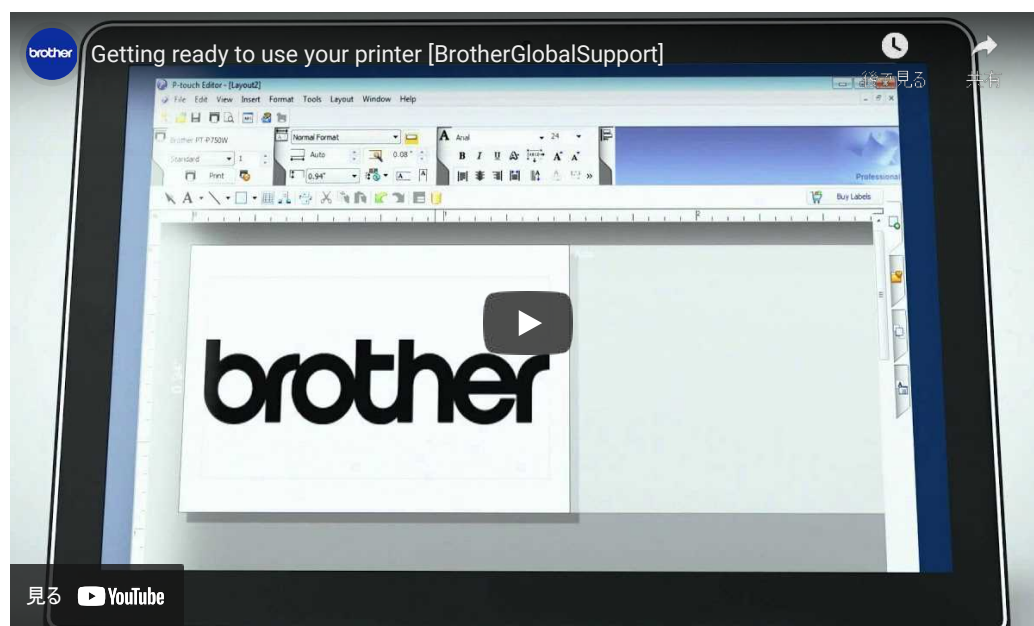 brother
Getting ready to use your printer [BrotherGlobalSupport]
後で見る
共有
P-touch Editor - [Layout2]
File Edit View Insert Format Tools Layout Window Help
Brother PT-P750W
Normal Format
A Arial 24
Standard 1
Auto 0.08"
B I U
Print
0.94"
Professional
A
Buy Labels
brother
見る YouTube